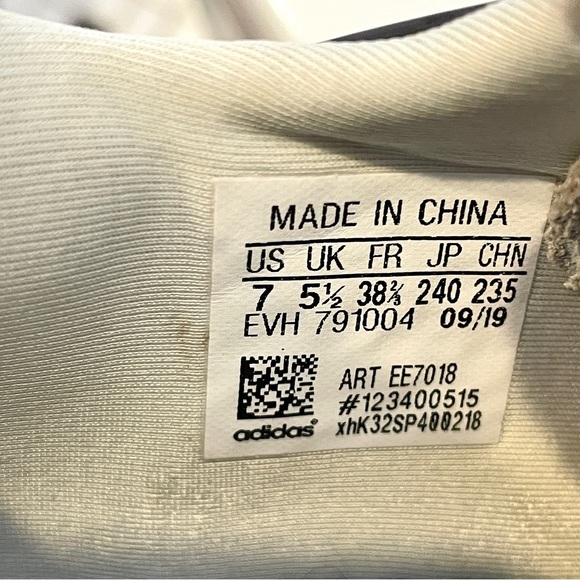 MADE IN CHINA
US UK FR JP CHN
7 5½ 38⅔ 240 235
EVH 791004 09/19
ART EE7018
#123400515
adidas® xhK32SP400218